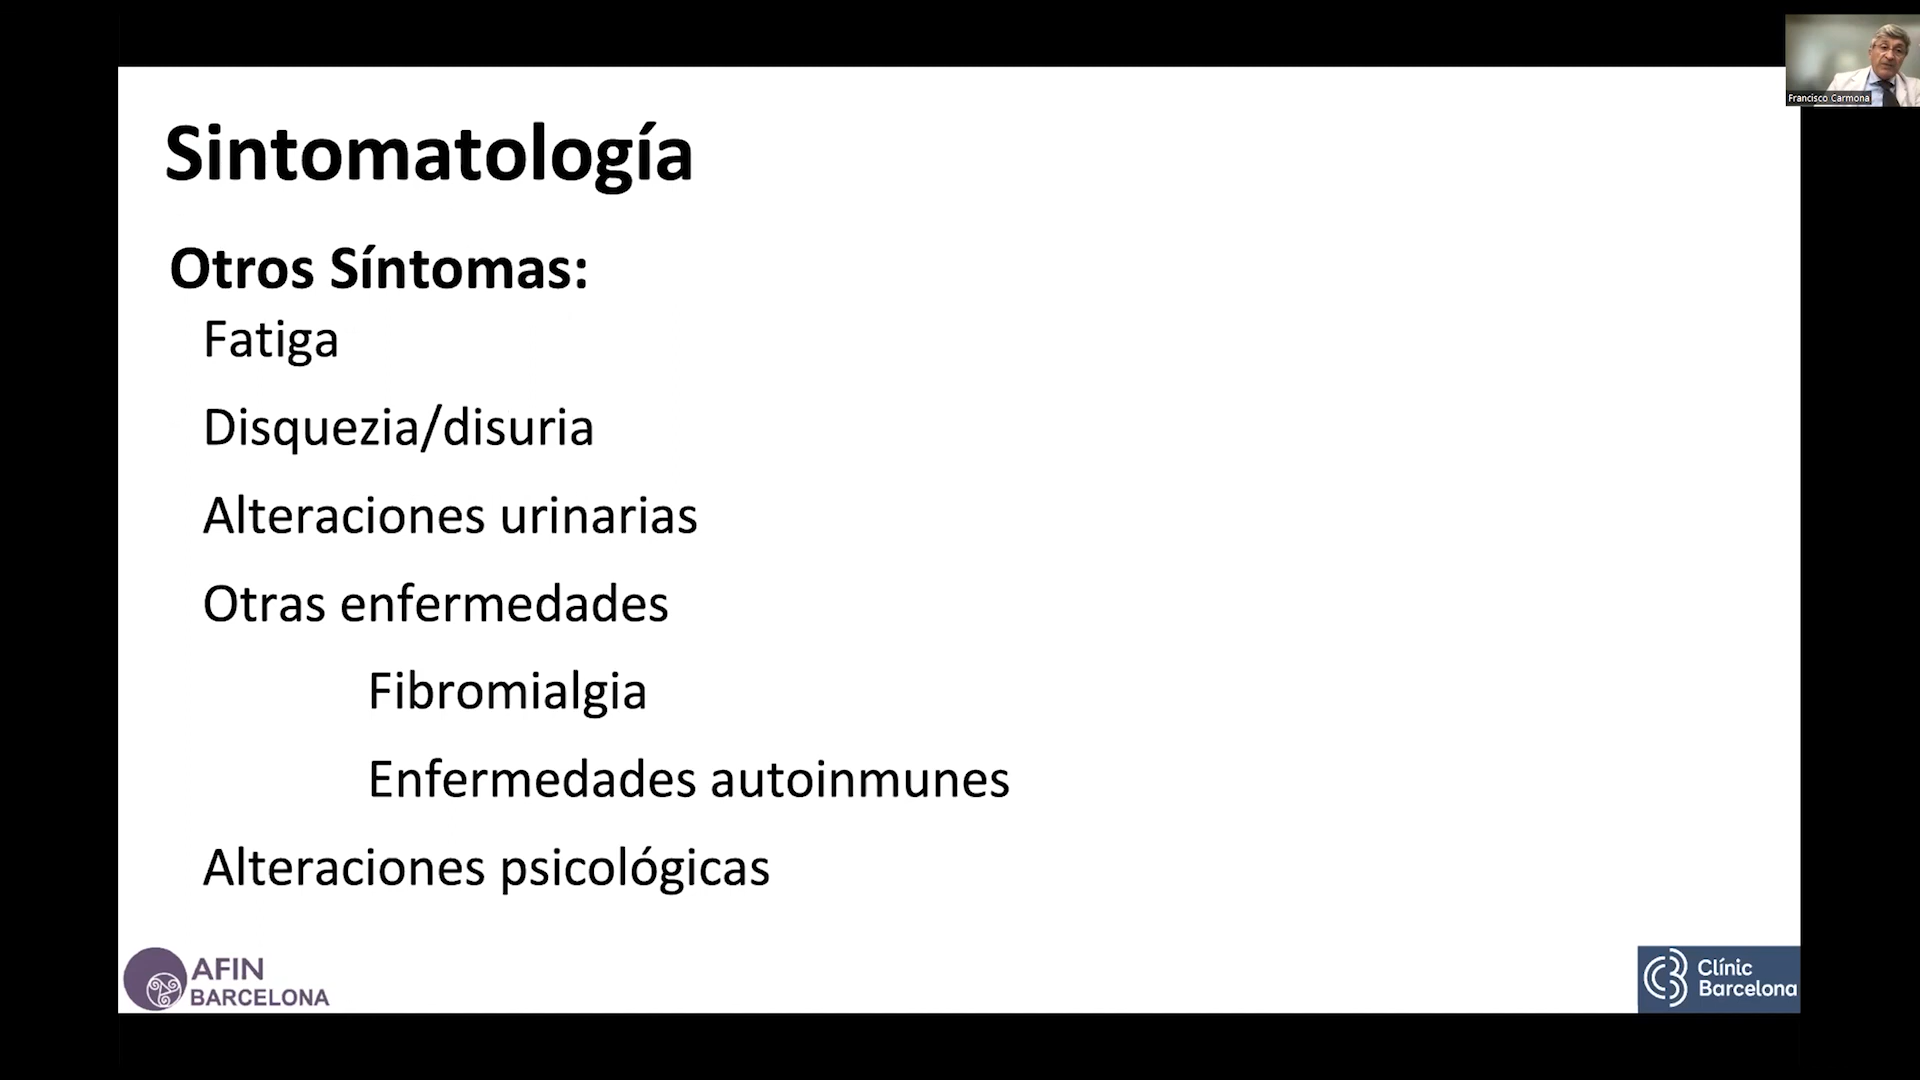 Francisco Carmona
Sintomatología
Otros Síntomas:
Fatiga
Disquezia/disuria
Alteraciones urinarias
Otras enfermedades
Fibromialgia
Enfermedades autoinmunes
Alteraciones psicológicas
AFIN
BARCELONA
Clínic
Barcelona